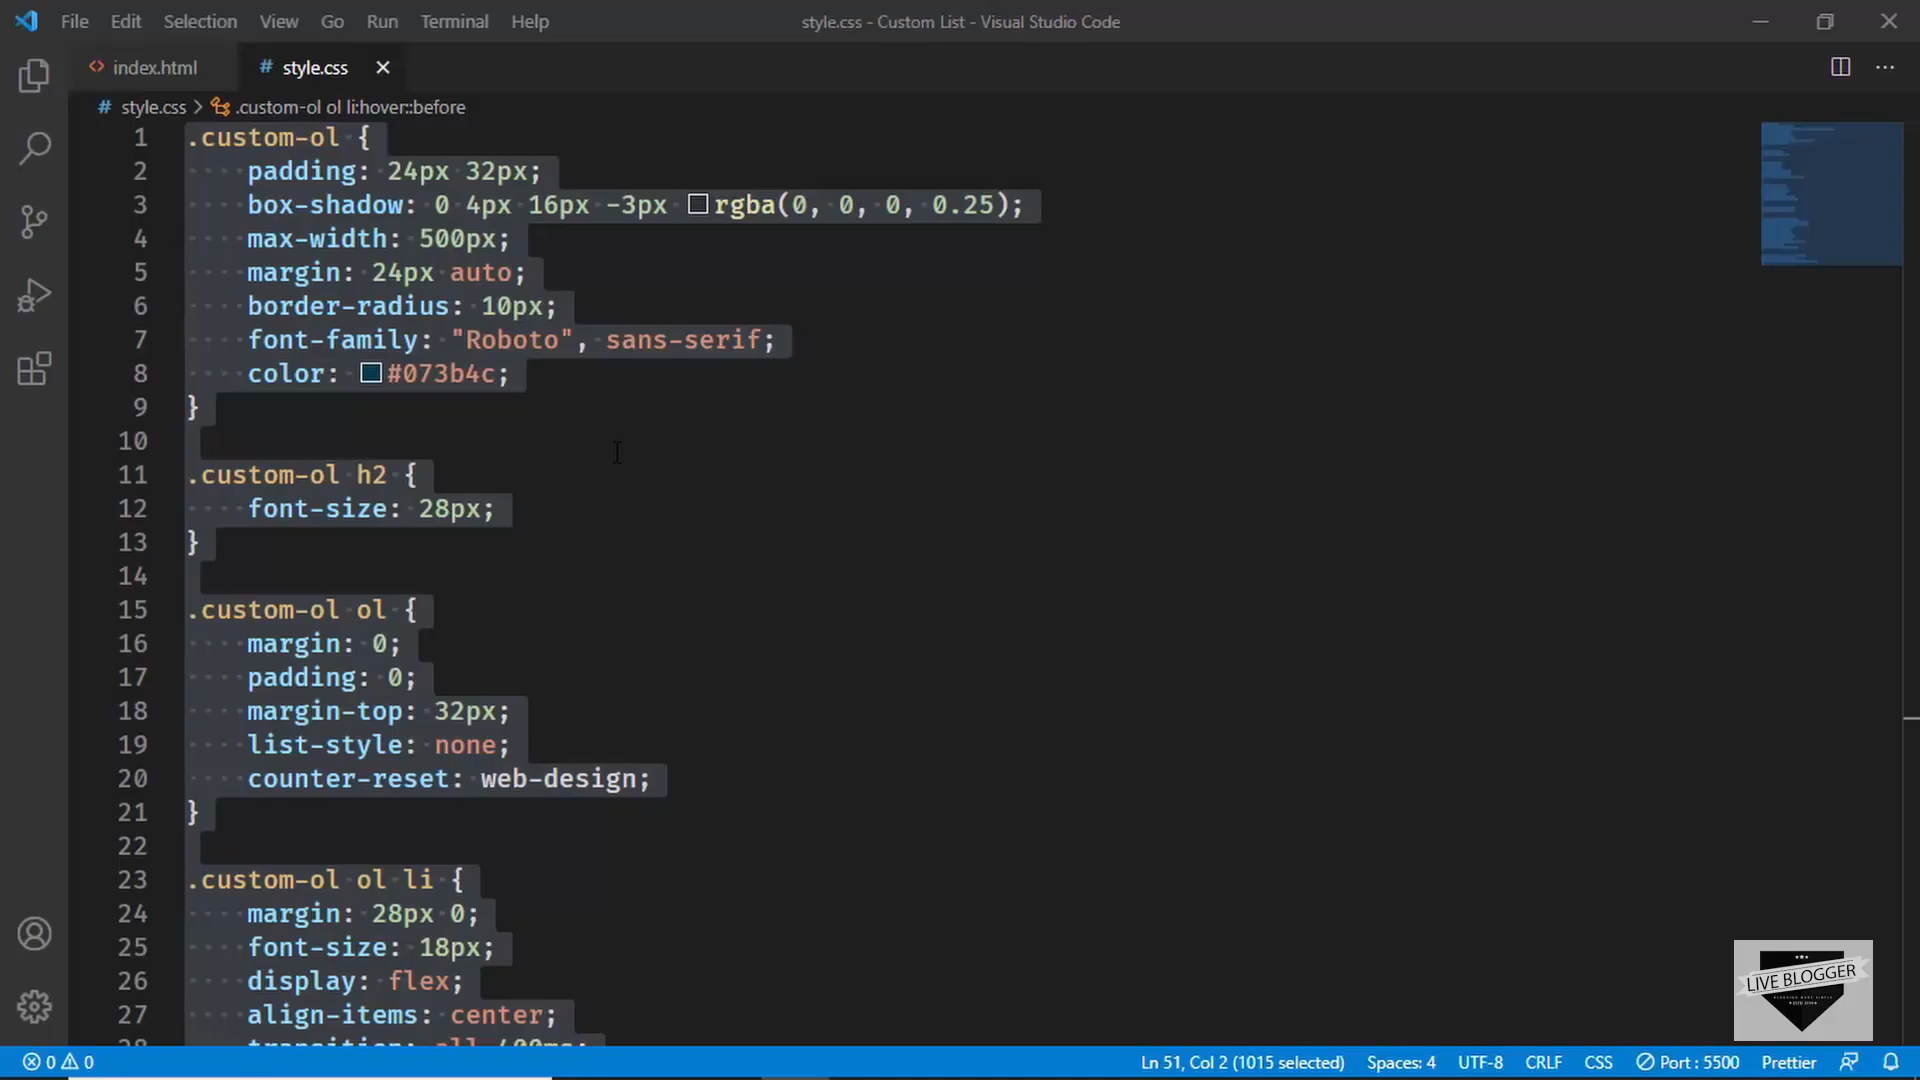 File Edit Selection View Go Run Terminal Help
style.css - Custom List - Visual Studio Code
index.html
# style.css
# style.css > .custom-ol ol li:hover::before
1 .custom-ol {
2 padding: 24px 32px;
3 box-shadow: 0 4px 16px -3px rgba(0, 0, 0, 0.25);
4 max-width: 500px;
5 margin: 24px auto;
6 border-radius: 10px;
7 font-family: "Roboto", sans-serif;
8 color: #073b4c;
9 }
10
11 .custom-ol h2 {
12 font-size: 28px;
13 }
14
15 .custom-ol ol {
16 margin: 0;
17 padding: 0;
18 margin-top: 32px;
19 list-style: none;
20 counter-reset: web-design;
21 }
22
23 .custom-ol ol li {
24 margin: 28px 0;
25 font-size: 18px;
26 display: flex;
27 align-items: center;
28 transition: all 400ms;
LIVE BLOGGER
0 0 Ln 51, Col 2 (1015 selected) Spaces: 4 UTF-8 CRLF CSS Port : 5500 Prettier